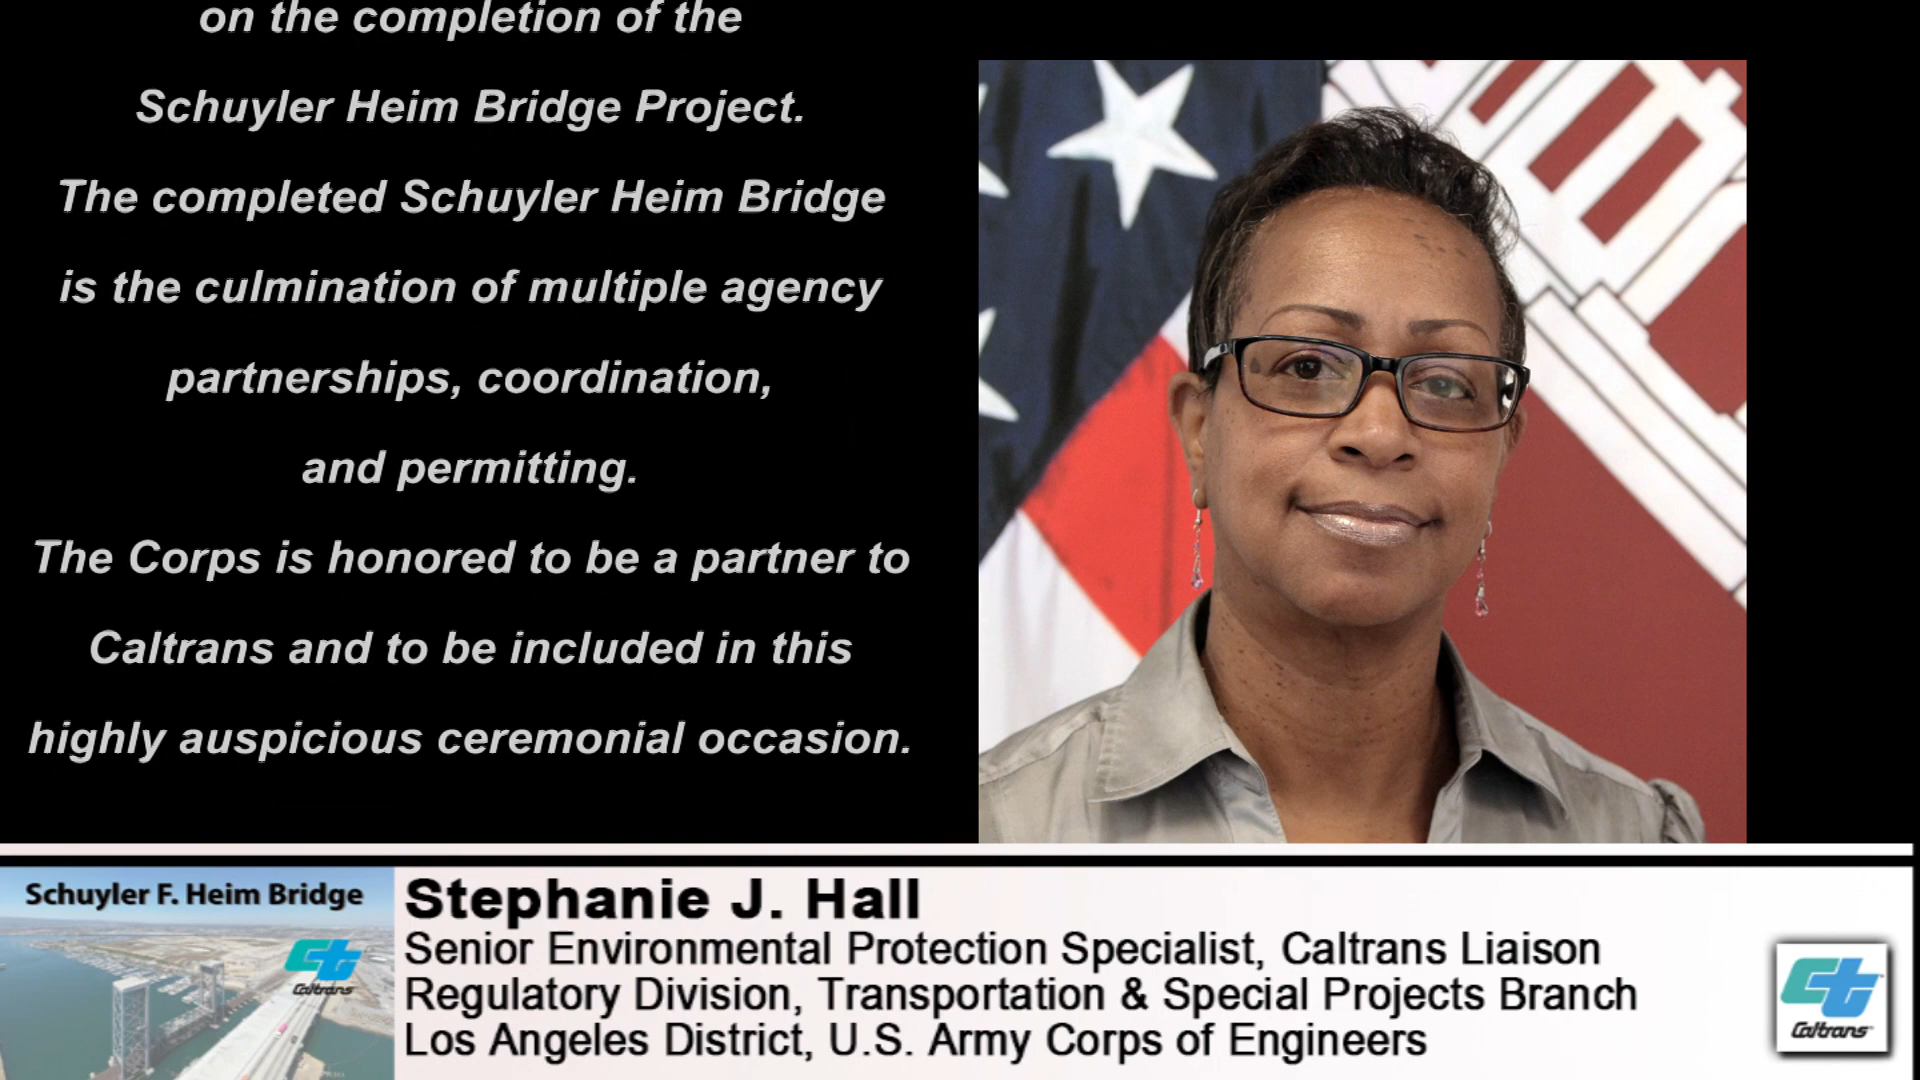 on the completion of the
Schuyler Heim Bridge Project.
The completed Schuyler Heim Bridge
is the culmination of multiple agency
partnerships, coordination,
and permitting.
The Corps is honored to be a partner to
Caltrans and to be included in this
highly auspicious ceremonial occasion.
Schuyler F. Heim Bridge
ct
Caltrans
Stephanie J. Hall
Senior Environmental Protection Specialist, Caltrans Liaison
Regulatory Division, Transportation & Special Projects Branch
Los Angeles District, U.S. Army Corps of Engineers
ct
Caltrans